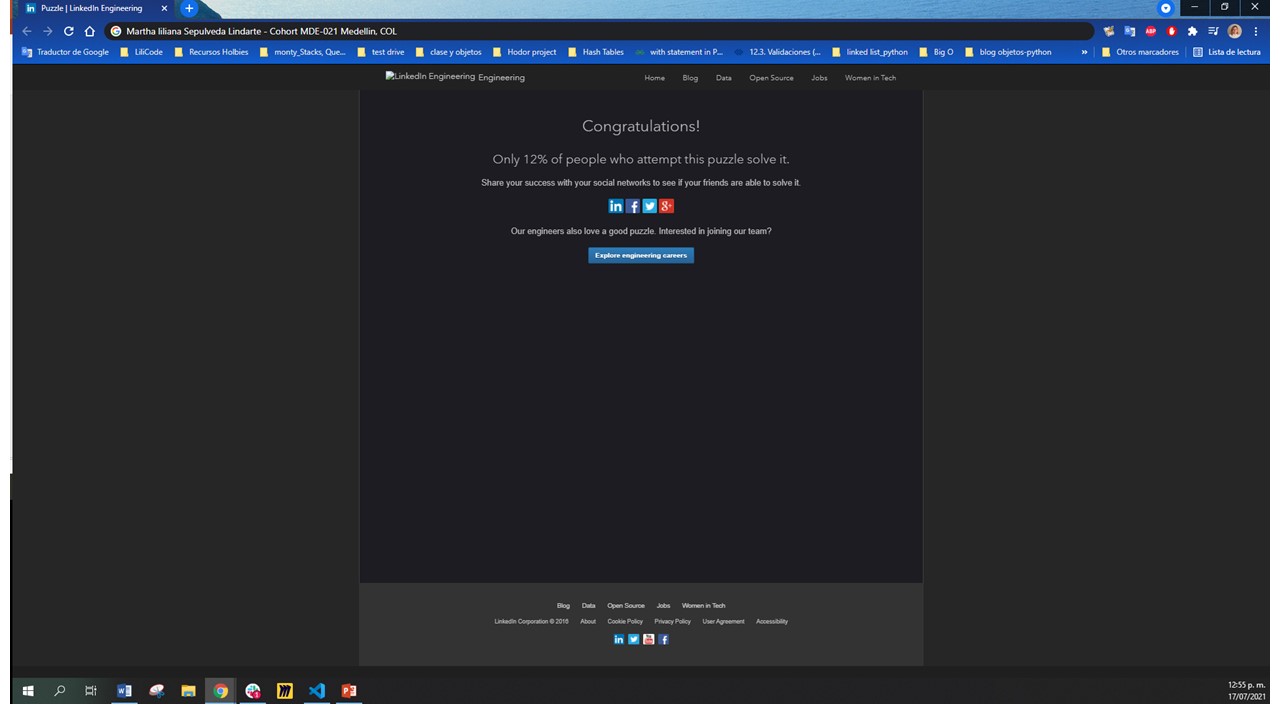 Puzzle | LinkedIn Engineering
Martha liliana Sepulveda Lindarte - Cohort MDE-021 Medellin, COL
Traductor de Google LiliCode Recursos Holbies monty_Stacks, Que... test drive clase y objetos Hodor project Hash Tables with statement in P... 12.3. Validaciones (... linked list_python Big O blog objetos-python » Otros marcadores Lista de lectura
LinkedIn Engineering Engineering Home Blog Data Open Source Jobs Women in Tech
Congratulations!
Only 12% of people who attempt this puzzle solve it.
Share your success with your social networks to see if your friends are able to solve it.
Our engineers also love a good puzzle. Interested in joining our team?
Explore engineering careers
Blog Data Open Source Jobs Women in Tech
LinkedIn Corporation © 2016 About Cookie Policy Privacy Policy User Agreement Accessibility
12:55 p. m.
17/07/2021